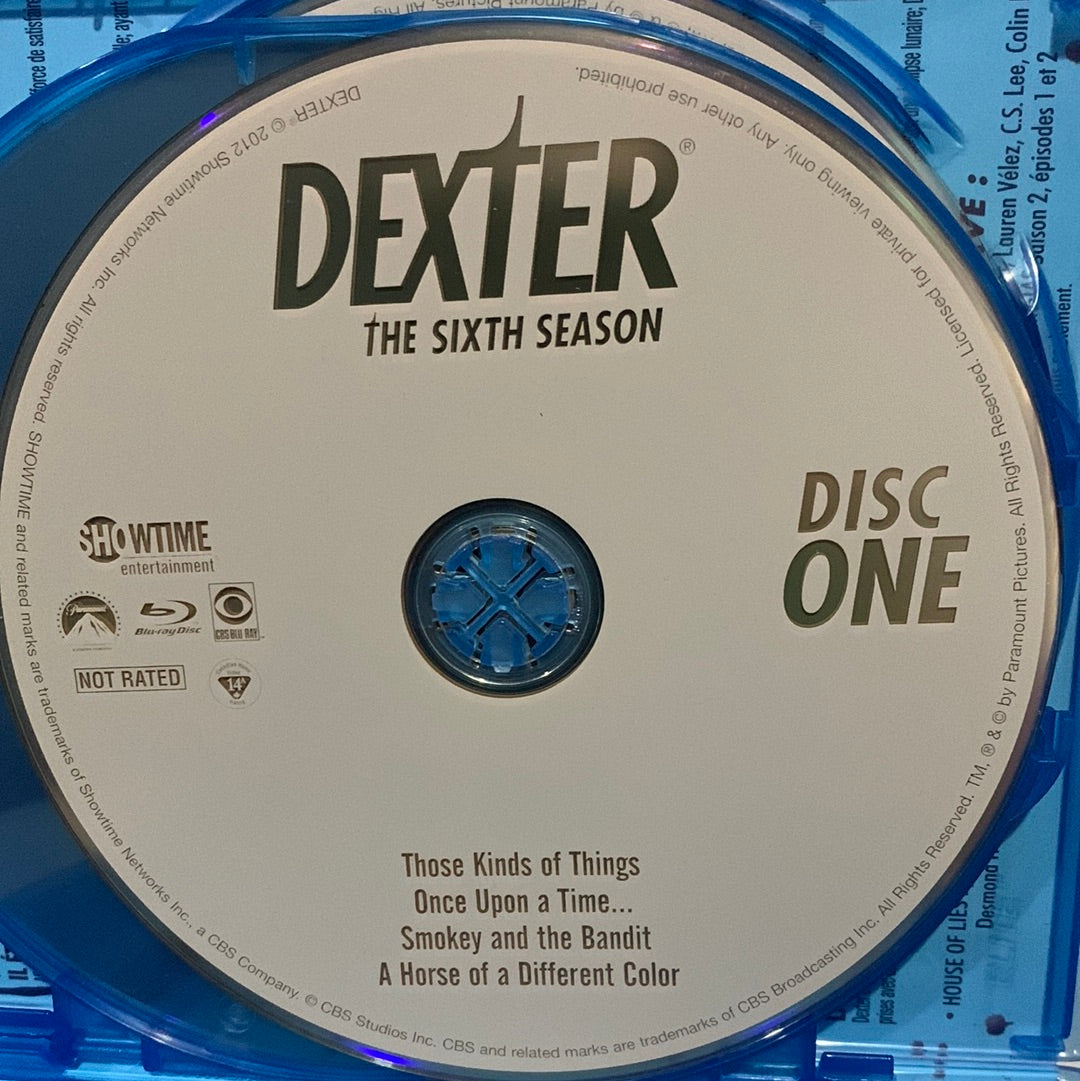 DEXTER®
THE SIXTH SEASON
DISC
ONE
SHOWTIME
entertainment
Paramount
Blu-ray Disc
CBS BLU RAY
NOT RATED
14+
Those Kinds of Things
Once Upon a Time...
Smokey and the Bandit
A Horse of a Different Color
DEXTER © 2012 Showtime Networks Inc. All rights reserved. SHOWTIME and related marks are trademarks of Showtime Networks Inc., a CBS Company. © CBS Studios Inc. CBS and related marks are trademarks of CBS Broadcasting Inc. All Rights Reserved. TM, ® & © by Paramount Pictures. All Rights Reserved. Licensed for private viewing only. Any other use prohibited.
force de
Lauren Vélez, C.S. Lee, Colin
saison 2, épisodes 1 et 2
• HOUSE OF LIES
Desmond